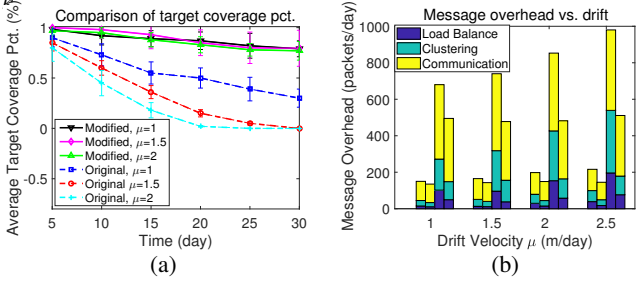 Comparison of target coverage pct.
Average Target Coverage Pct. (%)
0.5
0
-0.5
Modified, μ=1
Modified, μ=1.5
Modified, μ=2
Original, μ=1
Original μ=1.5
Original, μ=2
5 10 15 20 25 30
Time (day)
(a)
Message overhead vs. drift
Message Overhead (packets/day)
1000
800
600
400
200
0
Load Balance
Clustering
Communication
1 1.5 2 2.5
Drift Velocity μ (m/day)
(b)